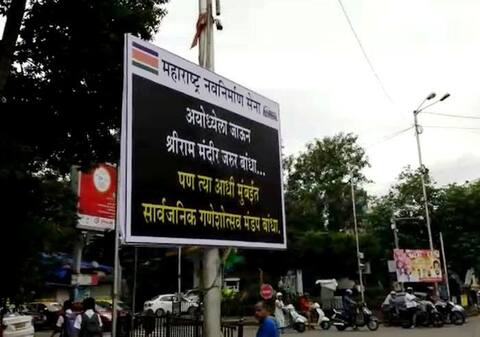 महाराष्ट्र नवनिर्माण सेना
अयोध्येला जाऊन
श्रीराम मंदीर जरुर बांधा...
पण त्या आधी मुंबईत
सार्वजनिक गणेशोत्सव मंडप बांधा.